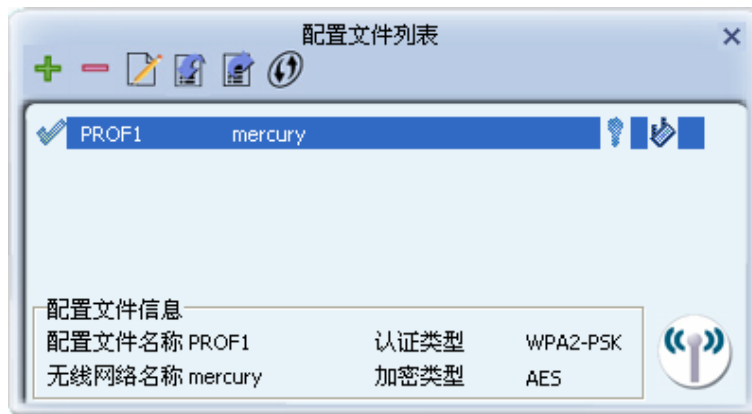 配置文件列表
PROF1 mercury
配置文件信息
配置文件名称 PROF1 认证类型 WPA2-PSK
无线网络名称 mercury 加密类型 AES